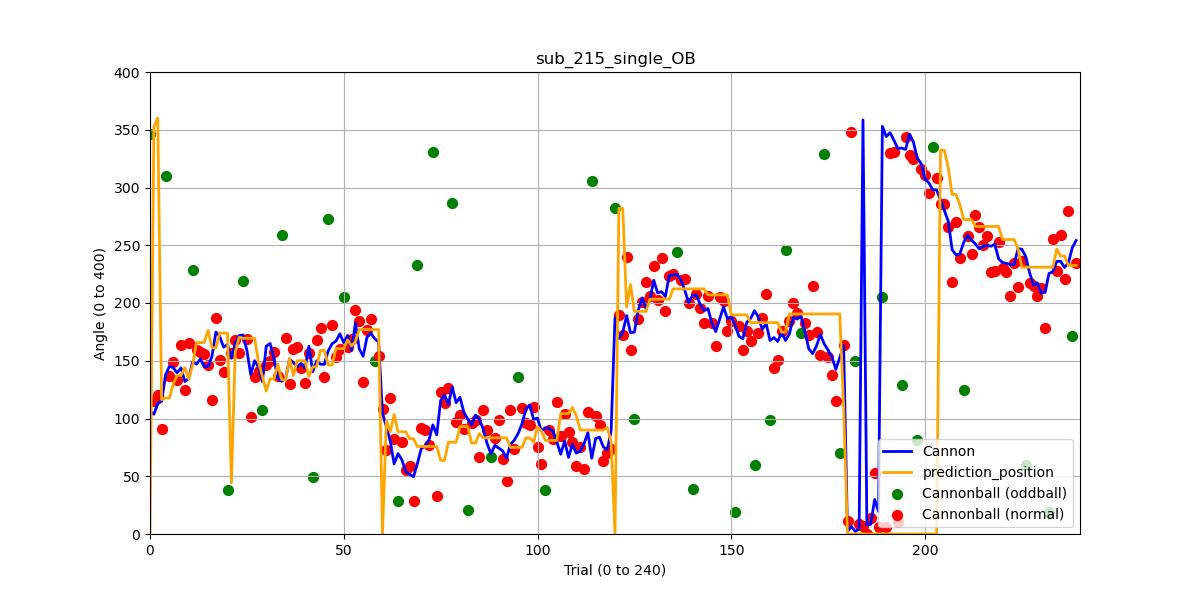 sub_215_single_OB
400
350
300
250
200
150
100
50
0
Angle (0 to 400)
0 50 100 150 200
Trial (0 to 240)
Cannon
prediction_position
Cannonball (oddball)
Cannonball (normal)